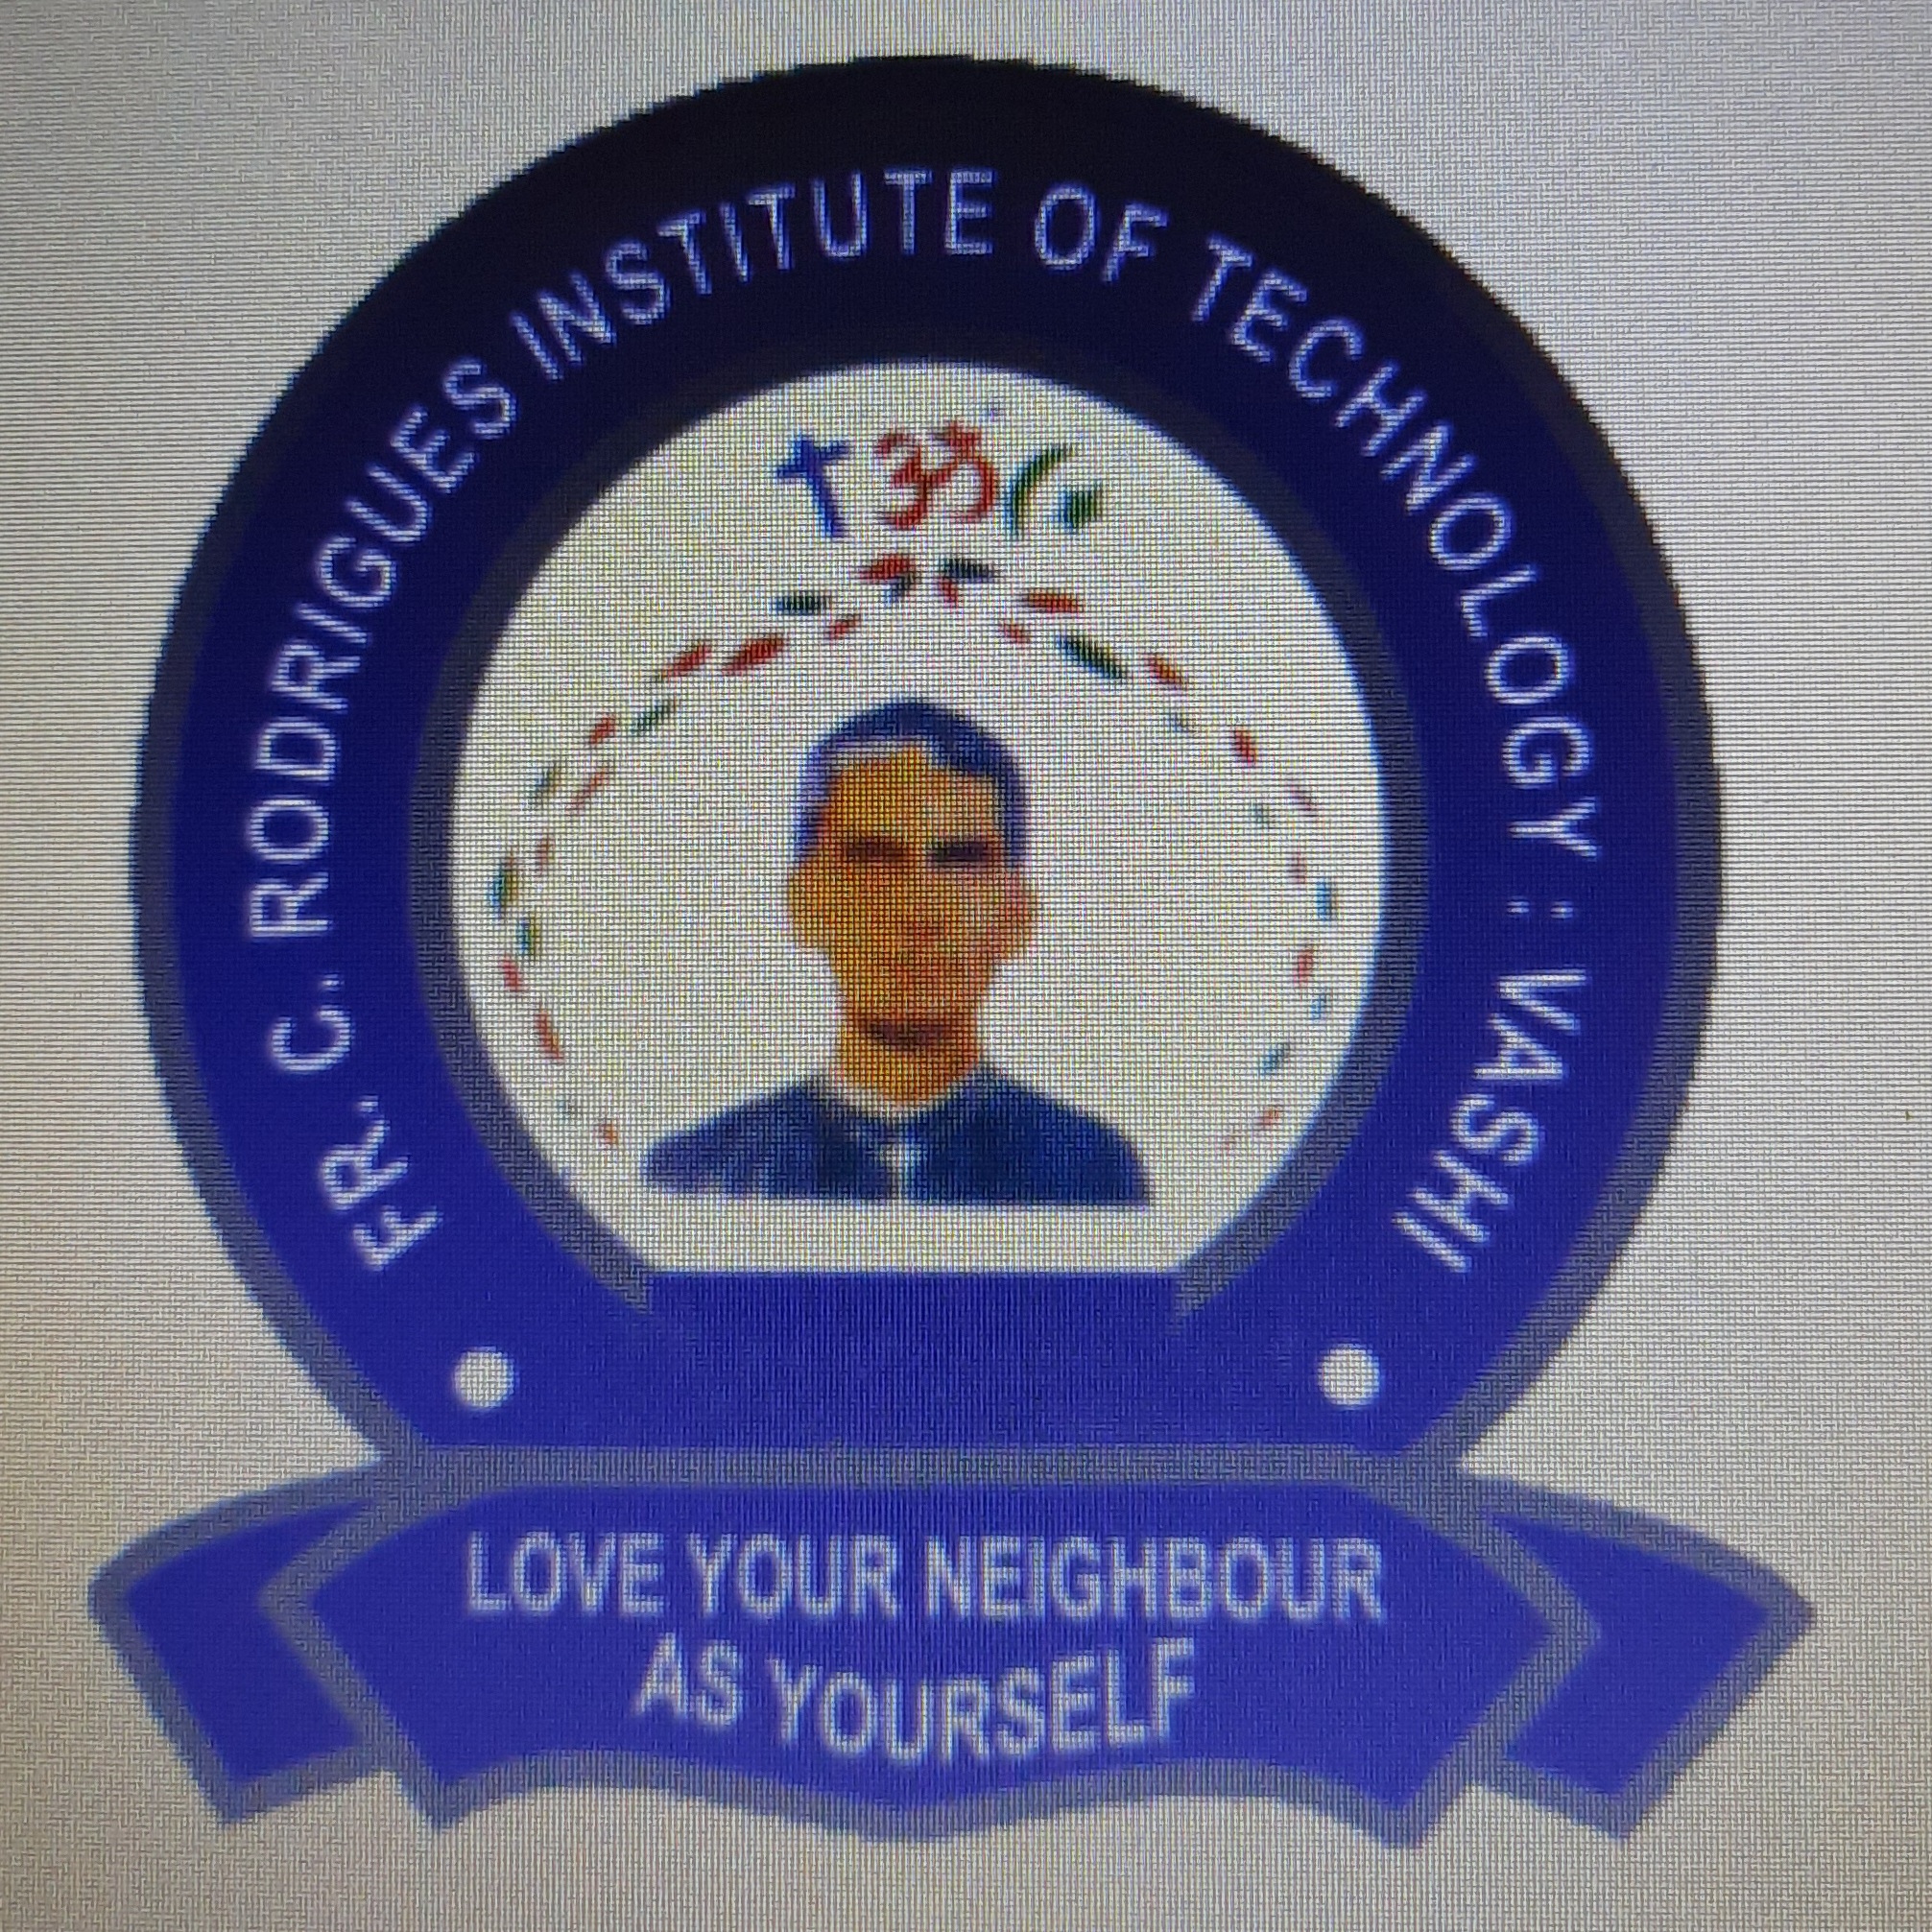 FR. C. RODRIGUES INSTITUTE OF TECHNOLOGY : VASHI
ॐ
LOVE YOUR NEIGHBOUR
AS YOURSELF